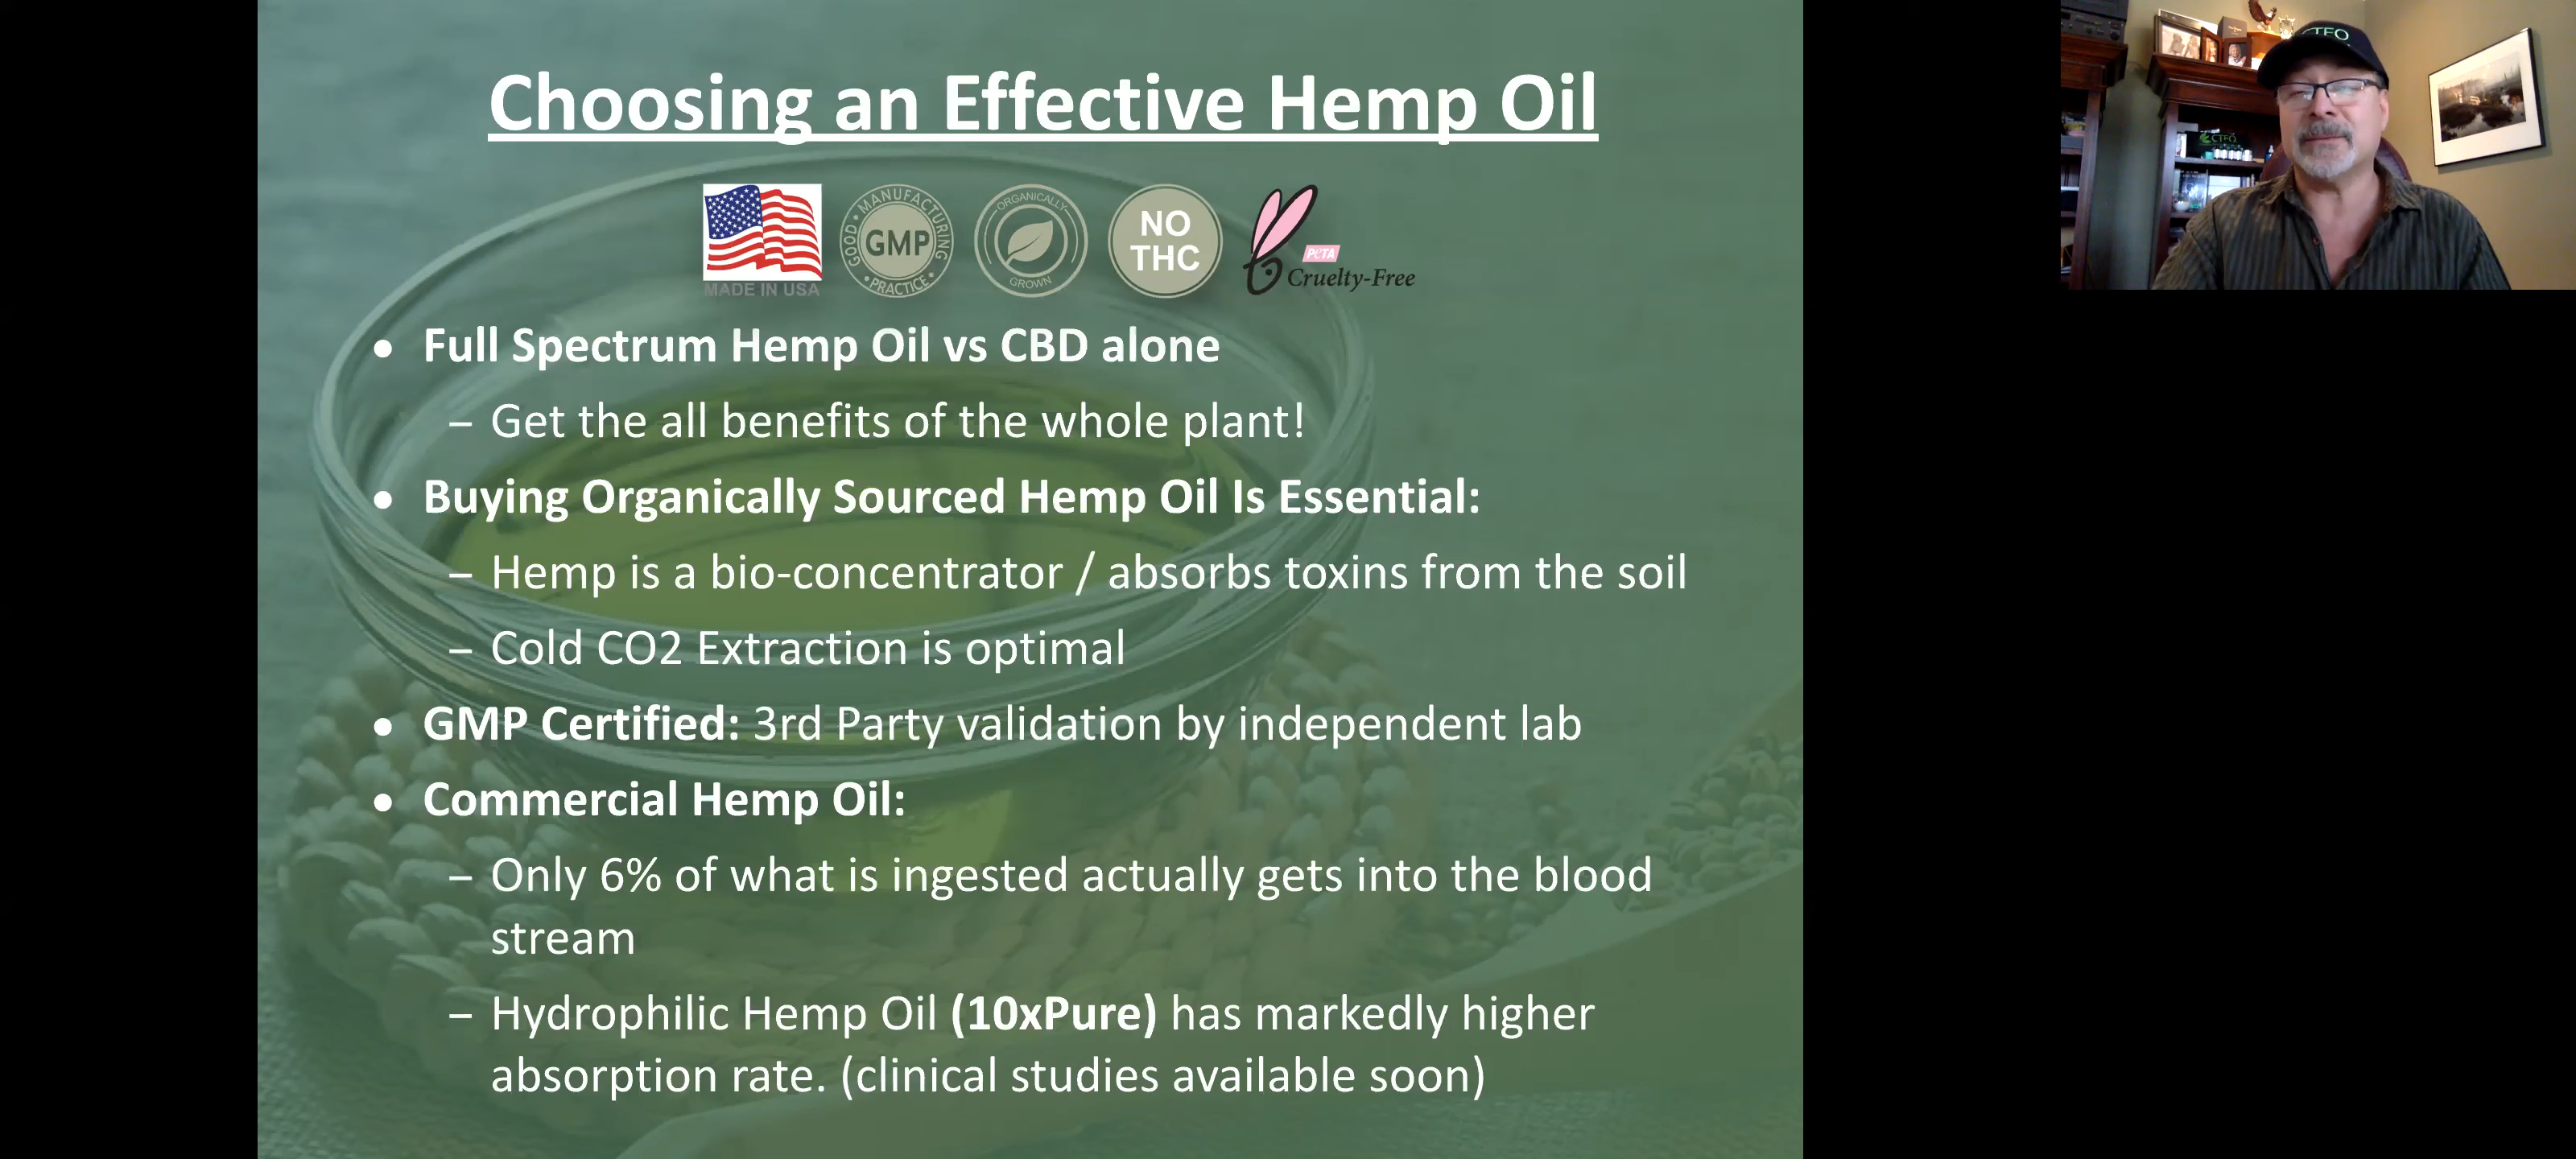 Choosing an Effective Hemp Oil
MADE IN USA
GOOD • MANUFACTURING • PRACTICE •
GMP
ORGANICALLY
GROWN
NO
THC
PETA
Cruelty-Free
• Full Spectrum Hemp Oil vs CBD alone
– Get the all benefits of the whole plant!
• Buying Organically Sourced Hemp Oil Is Essential:
– Hemp is a bio-concentrator / absorbs toxins from the soil
– Cold CO2 Extraction is optimal
• GMP Certified: 3rd Party validation by independent lab
• Commercial Hemp Oil:
– Only 6% of what is ingested actually gets into the blood
stream
– Hydrophilic Hemp Oil (10xPure) has markedly higher
absorption rate. (clinical studies available soon)
CTFO
CTFO